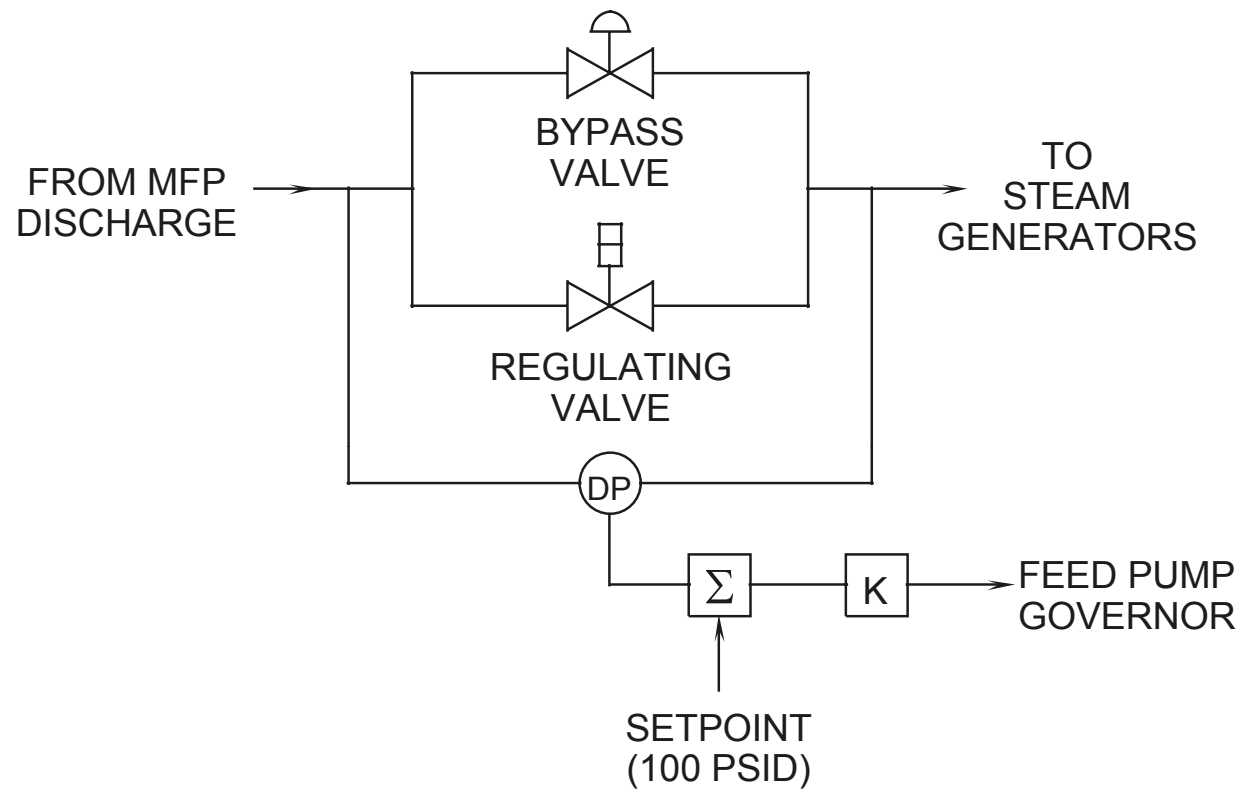 BYPASS
VALVE
FROM MFP
DISCHARGE
TO
STEAM
GENERATORS
REGULATING
VALVE
DP
Σ
K
FEED PUMP
GOVERNOR
SETPOINT
(100 PSID)